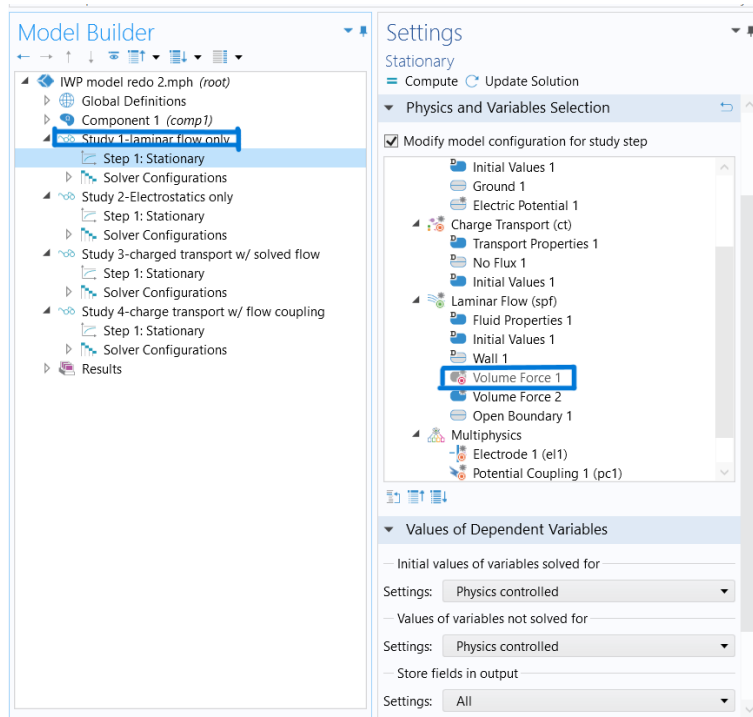 Model Builder
IWP model redo 2.mph (root)
Global Definitions
Component 1 (comp1)
Study 1-laminar flow only
Step 1: Stationary
Solver Configurations
Study 2-Electrostatics only
Step 1: Stationary
Solver Configurations
Study 3-charged transport w/ solved flow
Step 1: Stationary
Solver Configurations
Study 4-charge transport w/ flow coupling
Step 1: Stationary
Solver Configurations
Results
Settings
Stationary
= Compute Update Solution
Physics and Variables Selection
Modify model configuration for study step
Initial Values 1
Ground 1
Electric Potential 1
Charge Transport (ct)
Transport Properties 1
No Flux 1
Initial Values 1
Laminar Flow (spf)
Fluid Properties 1
Initial Values 1
Wall 1
Volume Force 1
Volume Force 2
Open Boundary 1
Multiphysics
Electrode 1 (el1)
Potential Coupling 1 (pc1)
Values of Dependent Variables
Initial values of variables solved for
Settings: Physics controlled
Values of variables not solved for
Settings: Physics controlled
Store fields in output
Settings: All